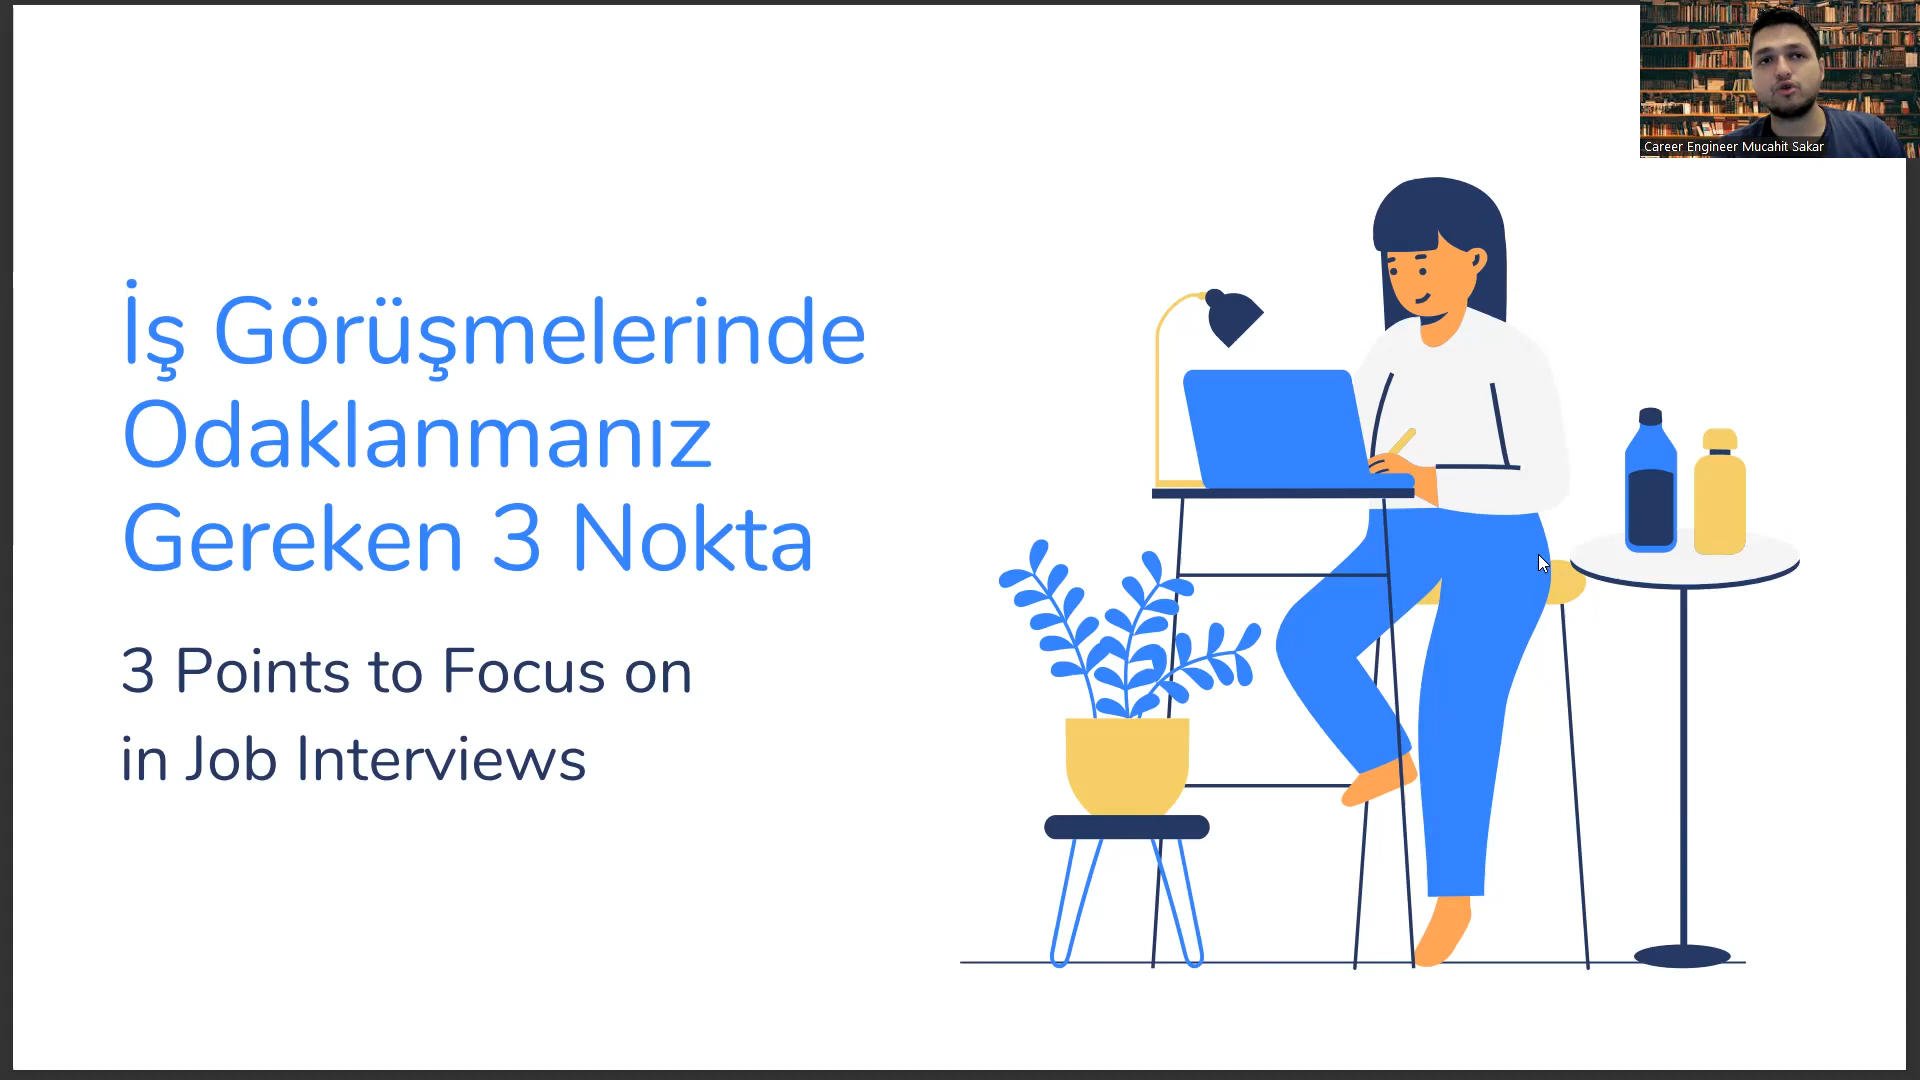 Career Engineer Mucahit Sakar
İş Görüşmelerinde
Odaklanmanız
Gereken 3 Nokta
3 Points to Focus on
in Job Interviews